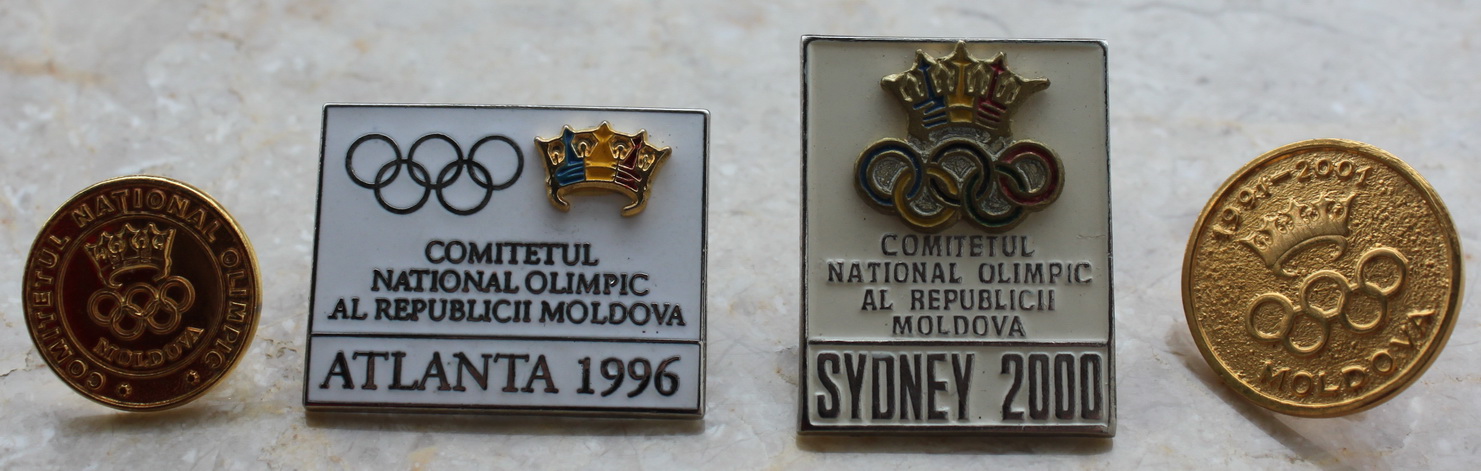 COMITETUL NAŢIONAL OLIMPIC
MOLDOVA
COMITETUL
NATIONAL OLIMPIC
AL REPUBLICII MOLDOVA
ATLANTA 1996
COMITETUL
NATIONAL OLIMPIC
AL REPUBLICII
MOLDOVA
SYDNEY 2000
1991-2001
MOLDOVA